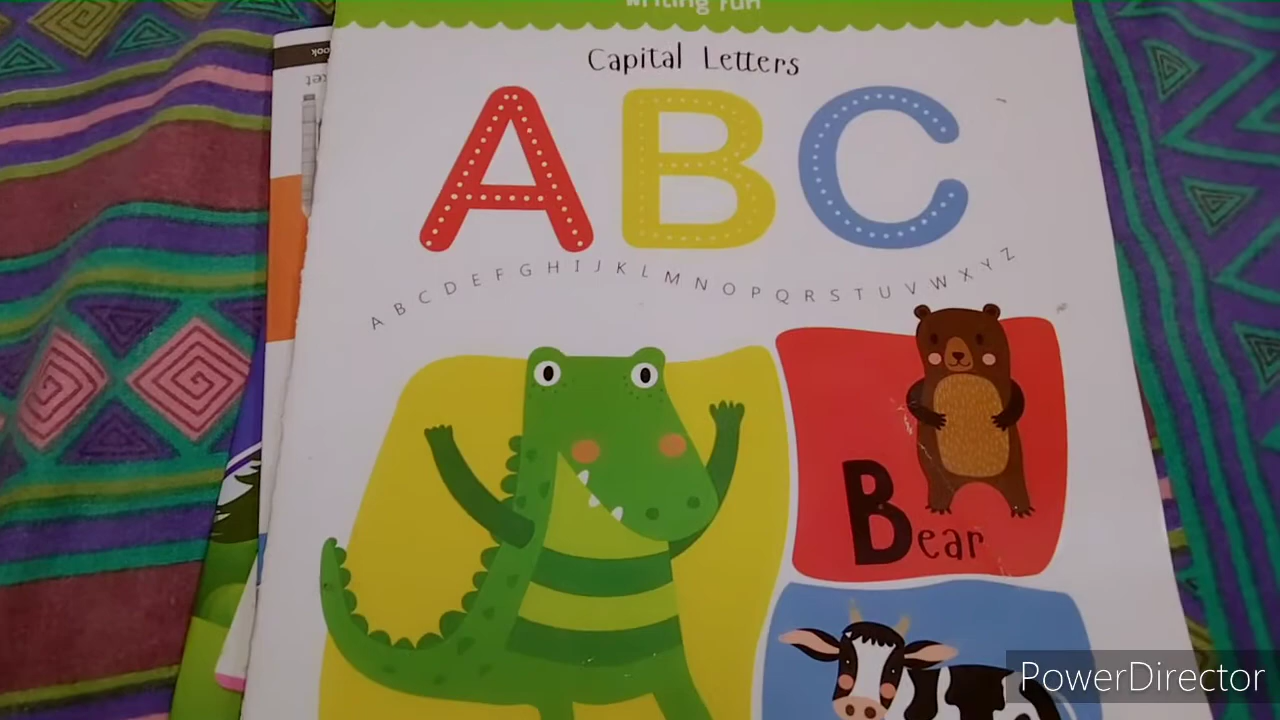 writing fun
Capital Letters
ABC
A B C D E F G H I J K L M N O P Q R S T U V W X Y Z
Bear
PowerDirector